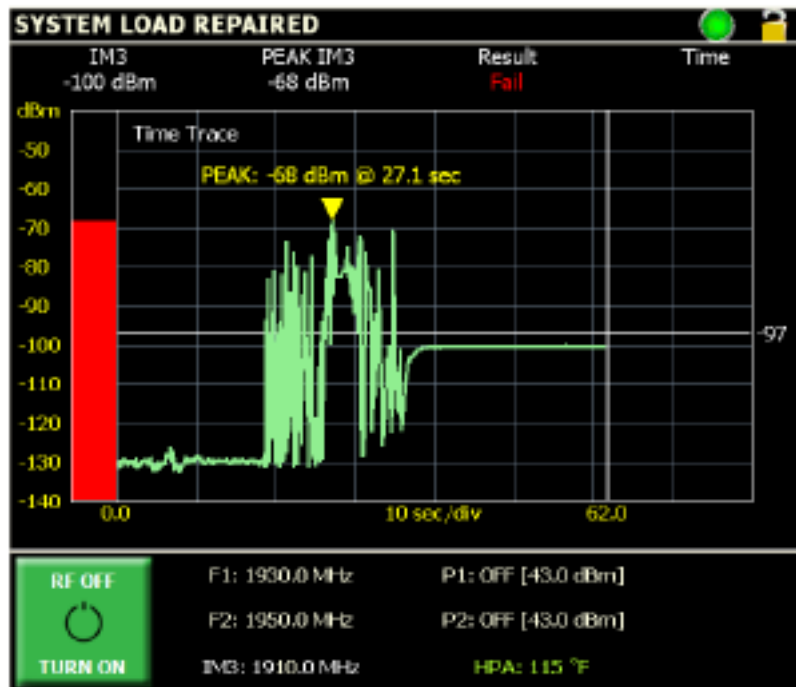 SYSTEM LOAD REPAIRED
IM3 PEAK IM3 Result Time
-100 dBm -68 dBm Fail
dBm
Time Trace
-50
PEAK: -68 dBm @ 27.1 sec
-60
-70
-80
-90
-97
-100
-110
-120
-130
-140
0.0 10 sec/div 62.0
RF OFF F1: 1930.0 MHz P1: OFF [43.0 dBm]
F2: 1950.0 MHz P2: OFF [43.0 dBm]
TURN ON IM3: 1910.0 MHz HPA: 115 °F